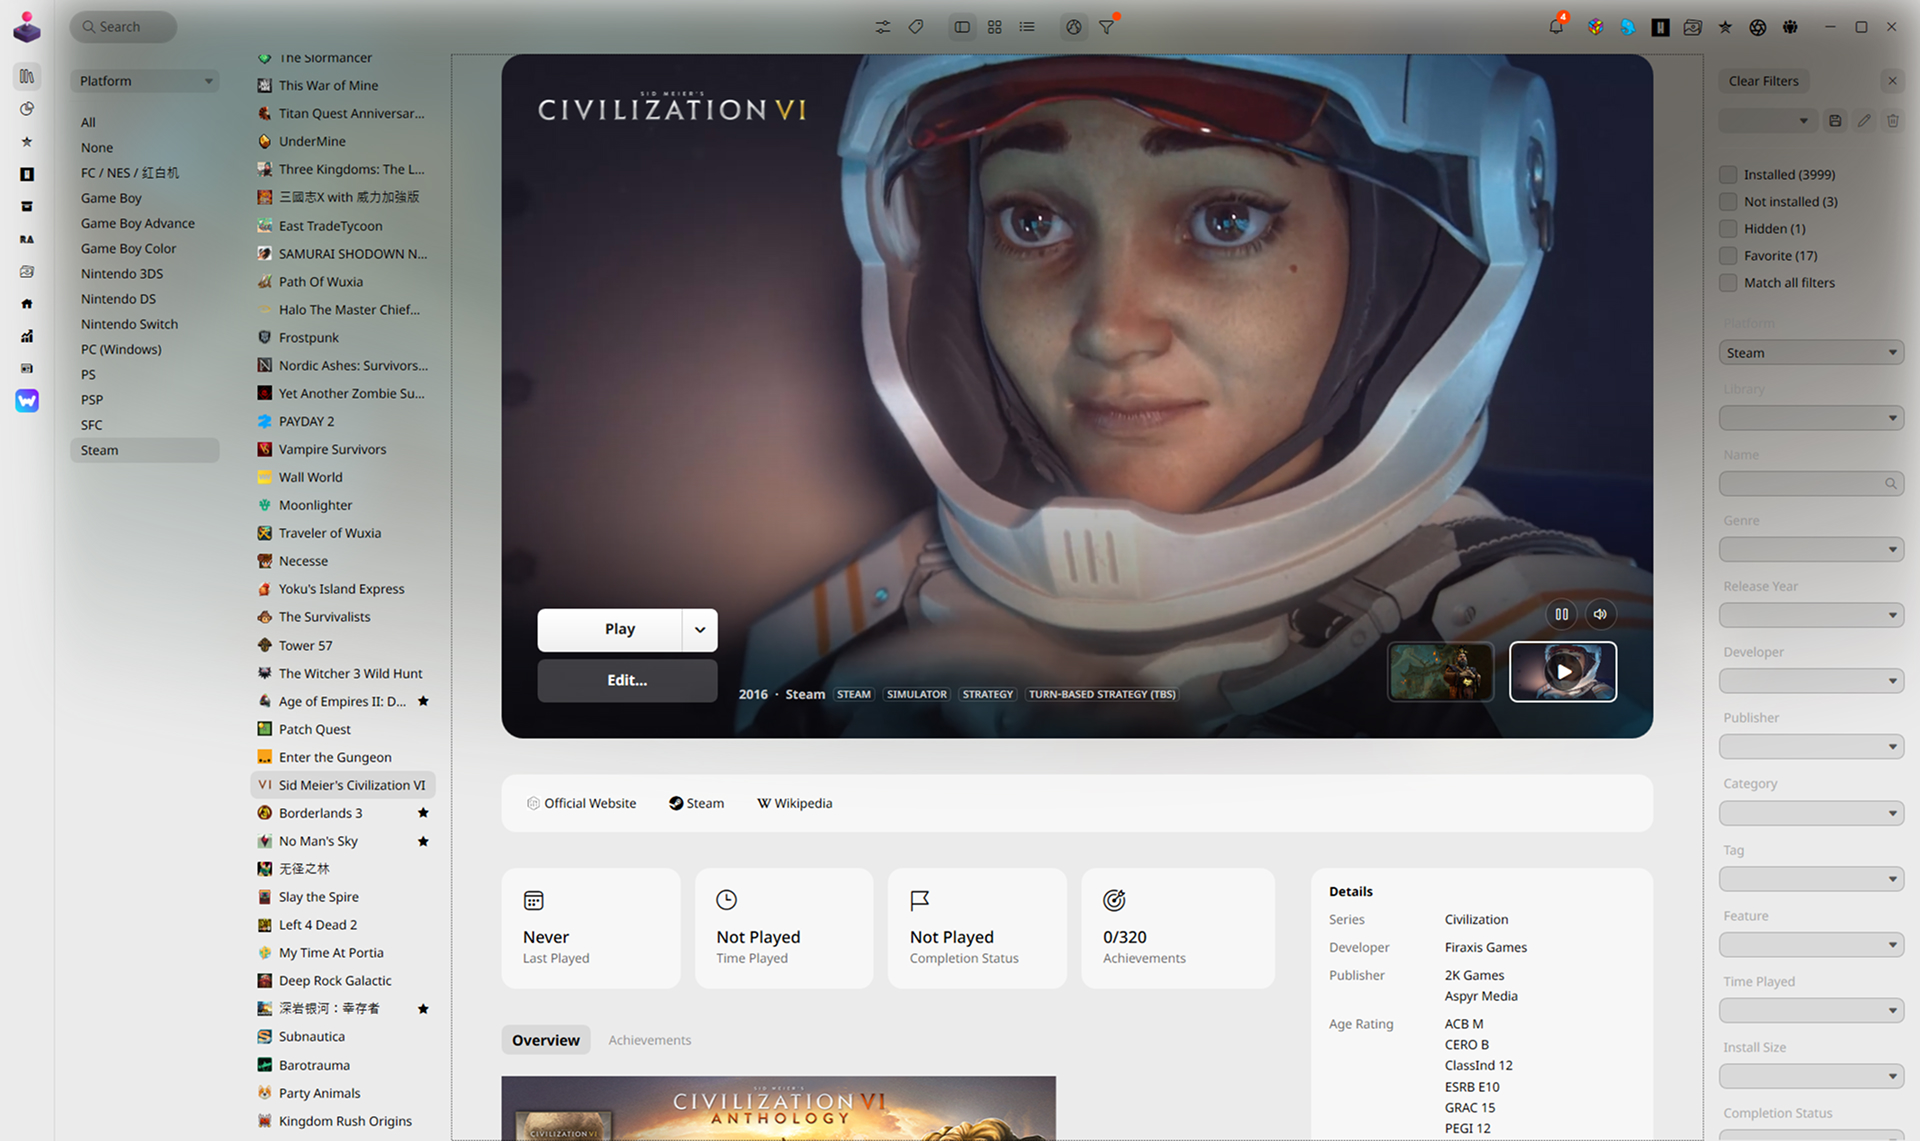 Search
4
Platform
All
None
FC / NES / 红白机
Game Boy
Game Boy Advance
Game Boy Color
Nintendo 3DS
Nintendo DS
Nintendo Switch
PC (Windows)
PS
PSP
SFC
Steam
RA
The Slormancer
This War of Mine
Titan Quest Anniversar...
UnderMine
Three Kingdoms: The L...
三國志X with 威力加強版
East TradeTycoon
SAMURAI SHODOWN N...
Path Of Wuxia
Halo The Master Chief...
Frostpunk
Nordic Ashes: Survivors...
Yet Another Zombie Su...
PAYDAY 2
Vampire Survivors
Wall World
Moonlighter
Traveler of Wuxia
Necesse
Yoku's Island Express
The Survivalists
Tower 57
The Witcher 3 Wild Hunt
Age of Empires II: D...
Patch Quest
Enter the Gungeon
VI Sid Meier's Civilization VI
Borderlands 3
No Man's Sky
无径之林
Slay the Spire
Left 4 Dead 2
My Time At Portia
Deep Rock Galactic
深岩银河：幸存者
Subnautica
Barotrauma
Party Animals
Kingdom Rush Origins
SID MEIER'S
CIVILIZATION VI
Play
Edit...
2016 · Steam STEAM SIMULATOR STRATEGY TURN-BASED STRATEGY (TBS)
Official Website
Steam
W Wikipedia
Never
Last Played
Not Played
Time Played
Not Played
Completion Status
0/320
Achievements
Overview
Achievements
SID MEIER'S
CIVILIZATION VI
ANTHOLOGY
CIVILIZATION VI
Details
Series Civilization
Developer Firaxis Games
Publisher 2K Games
Aspyr Media
Age Rating ACB M
CERO B
ClassInd 12
ESRB E10
GRAC 15
PEGI 12
Clear Filters
Installed (3999)
Not installed (3)
Hidden (1)
Favorite (17)
Match all filters
Platform
Steam
Library
Name
Genre
Release Year
Developer
Publisher
Category
Tag
Feature
Time Played
Install Size
Completion Status